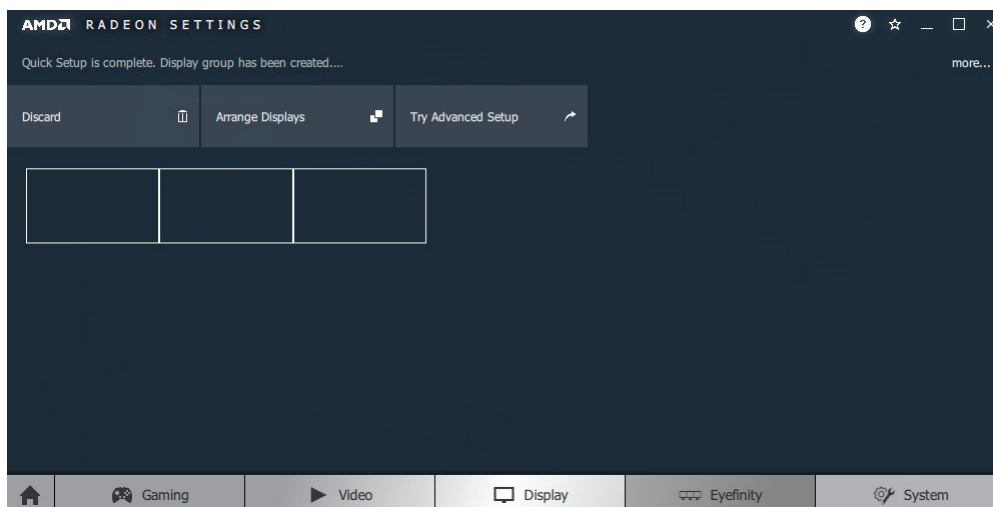 AMD RADEON SETTINGS
?
Quick Setup is complete. Display group has been created....
more...
Discard
Arrange Displays
Try Advanced Setup
Gaming
Video
Display
Eyefinity
System